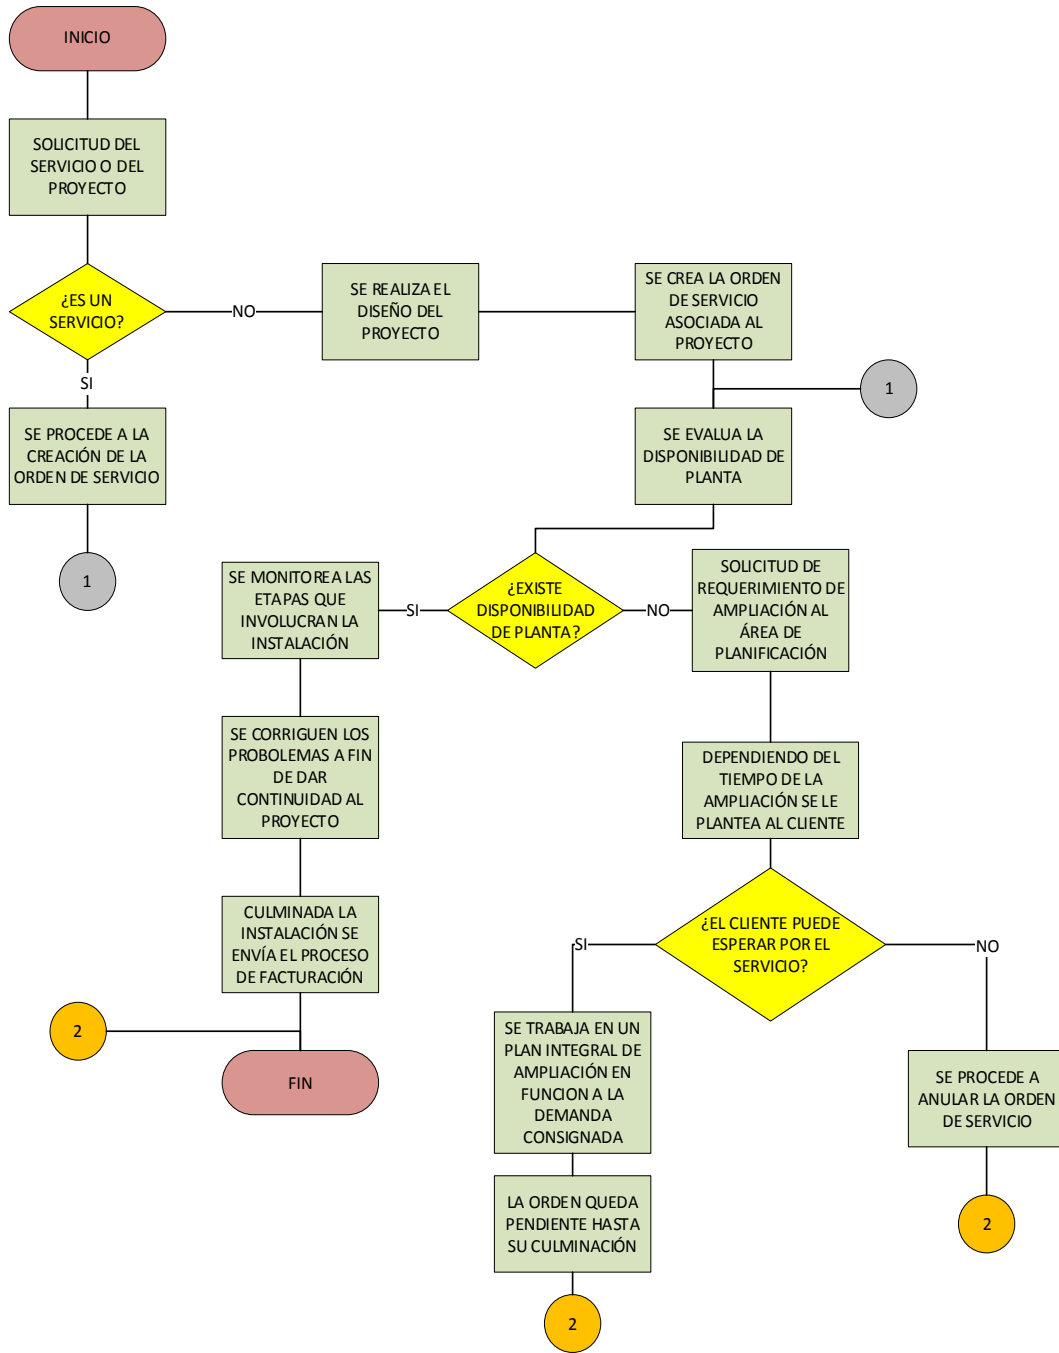 INICIO
SOLICITUD DEL
SERVICIO O DEL
PROYECTO
¿ES UN
SERVICIO?
NO
SE REALIZA EL
DISEÑO DEL
PROYECTO
SE CREA LA ORDEN
DE SERVICIO
ASOCIADA AL
PROYECTO
SI
1
SE PROCEDE A LA
CREACIÓN DE LA
ORDEN DE SERVICIO
SE EVALUA LA
DISPONIBILIDAD DE
PLANTA
1
SE MONITOREA LAS
ETAPAS QUE
INVOLUCRAN LA
INSTALACIÓN
SI
¿EXISTE
DISPONIBILIDAD
DE PLANTA?
NO
SOLICITUD DE
REQUERIMIENTO DE
AMPLIACIÓN AL
ÁREA DE
PLANIFICACIÓN
SE CORRIGUEN LOS
PROBOLEMAS A FIN
DE DAR
CONTINUIDAD AL
PROYECTO
DEPENDIENDO DEL
TIEMPO DE LA
AMPLIACIÓN SE LE
PLANTEA AL CLIENTE
CULMINADA LA
INSTALACIÓN SE
ENVÍA EL PROCESO
DE FACTURACIÓN
SI
¿EL CLIENTE PUEDE
ESPERAR POR EL
SERVICIO?
NO
2
FIN
SE TRABAJA EN UN
PLAN INTEGRAL DE
AMPLIACIÓN EN
FUNCION A LA
DEMANDA
CONSIGNADA
SE PROCEDE A
ANULAR LA ORDEN
DE SERVICIO
LA ORDEN QUEDA
PENDIENTE HASTA
SU CULMINACIÓN
2
2